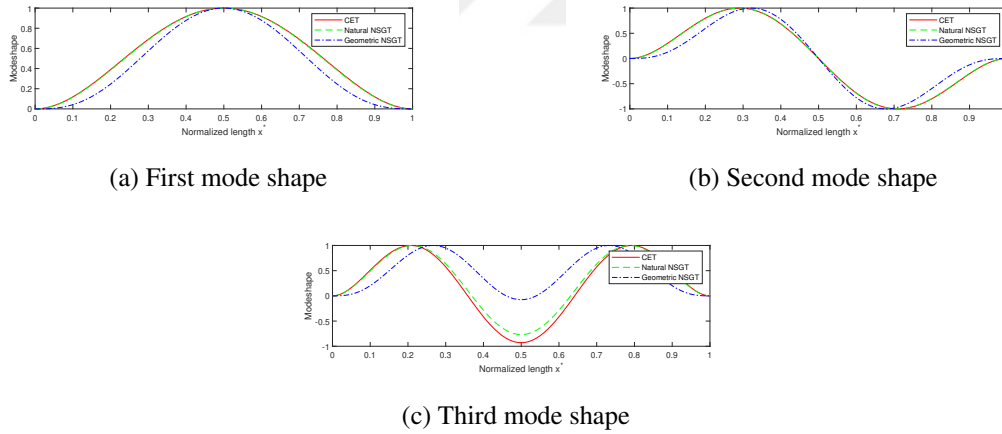 1
0.8
0.6
0.4
0.2
0
Modeshape
0 0.1 0.2 0.3 0.4 0.5 0.6 0.7 0.8 0.9 1
Normalized length x*
CET
Natural NSGT
Geometric NSGT
(a) First mode shape
1
0.5
0
-0.5
-1
Modeshape
0 0.1 0.2 0.3 0.4 0.5 0.6 0.7 0.8 0.9
Normalized length x*
CET
Natural NSGT
Geometric NSGT
(b) Second mode shape
1
0.5
0
-0.5
-1
Modeshape
0 0.1 0.2 0.3 0.4 0.5 0.6 0.7 0.8 0.9 1
Normalized length x*
CET
Natural NSGT
Geometric NSGT
(c) Third mode shape